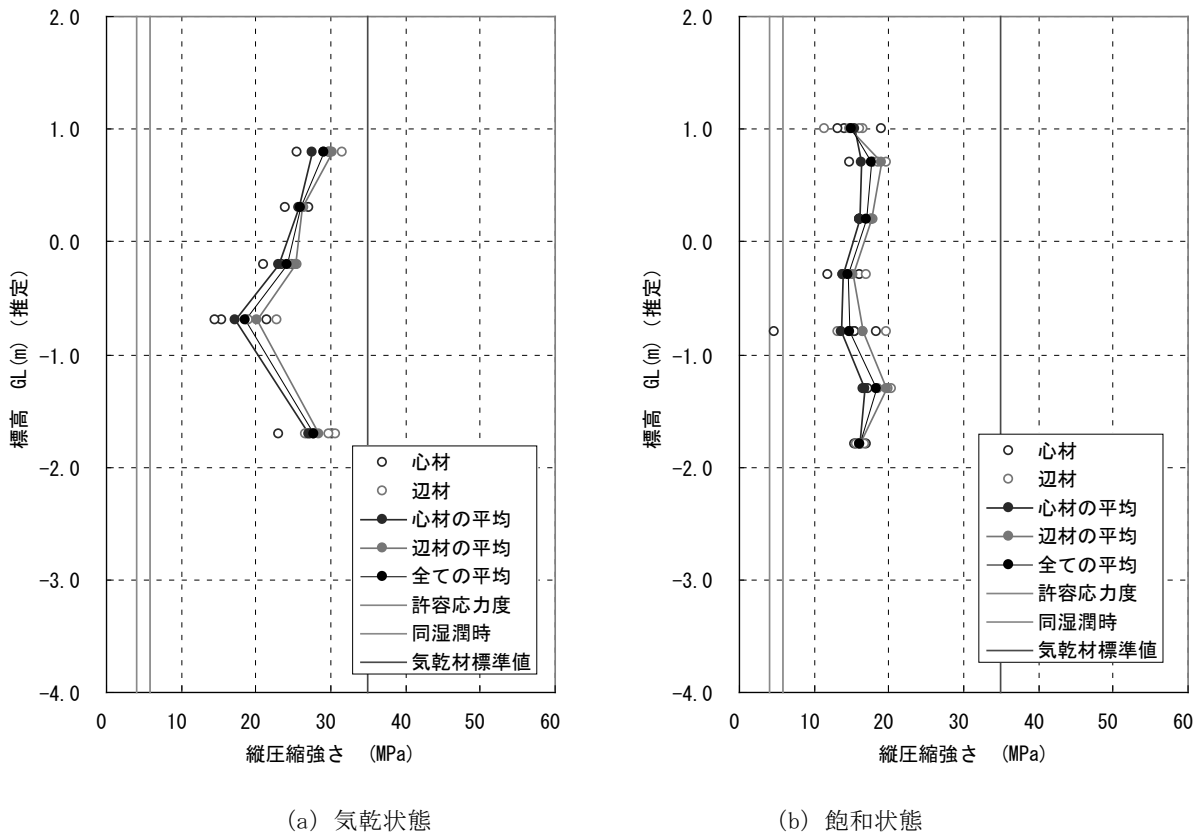 2.0
1.0
0.0
-1.0
-2.0
-3.0
-4.0
標高 GL(m) (推定)
0 10 20 30 40 50 60
縦圧縮強さ (MPa)
心材
辺材
心材の平均
辺材の平均
全ての平均
許容応力度
同湿潤時
気乾材標準値
(a) 気乾状態
2.0
1.0
0.0
-1.0
-2.0
-3.0
-4.0
標高 GL(m) (推定)
0 10 20 30 40 50 60
縦圧縮強さ (MPa)
心材
辺材
心材の平均
辺材の平均
全ての平均
許容応力度
同湿潤時
気乾材標準値
(b) 飽和状態